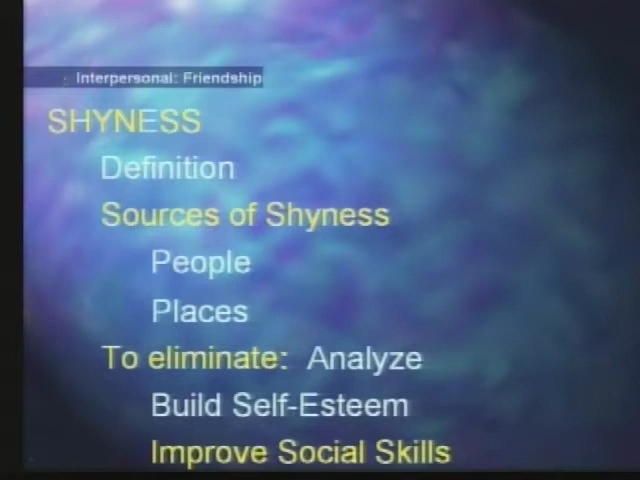 Interpersonal: Friendship
SHYNESS
Definition
Sources of Shyness
People
Places
To eliminate: Analyze
Build Self-Esteem
Improve Social Skills